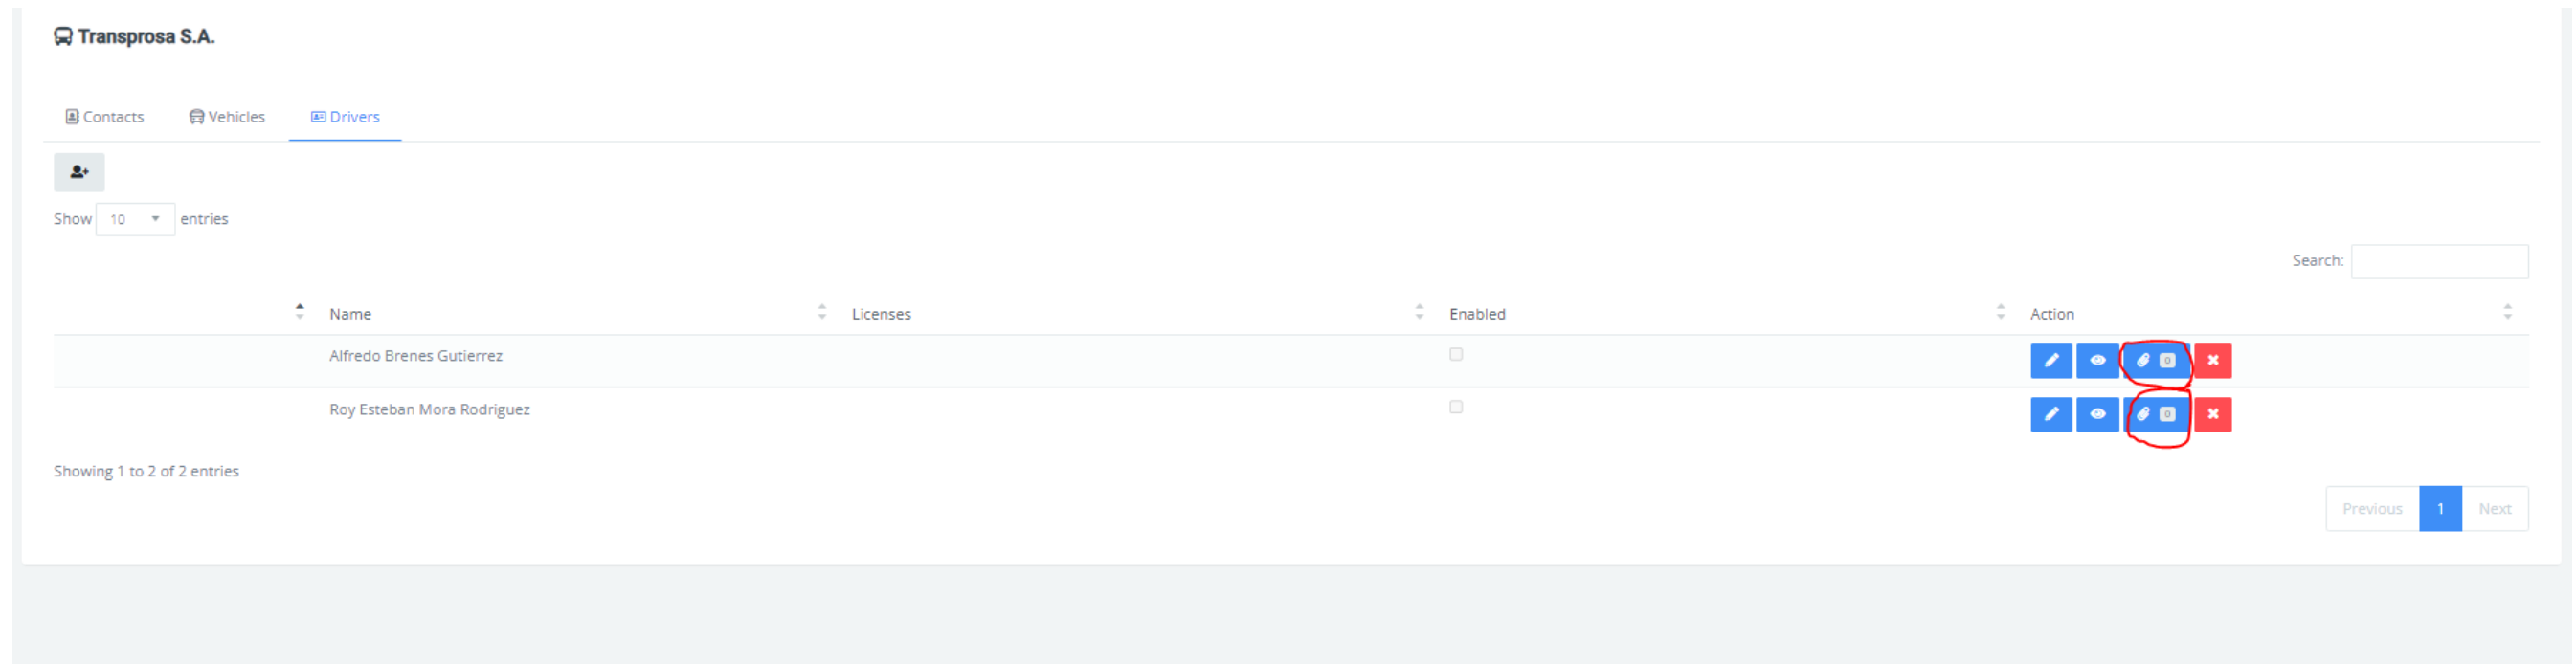 Transprosa S.A.
Contacts Vehicles Drivers
Show 10 entries
Search:
Name Licenses Enabled Action
Alfredo Brenes Gutierrez 0
Roy Esteban Mora Rodriguez 0
Showing 1 to 2 of 2 entries
Previous 1 Next